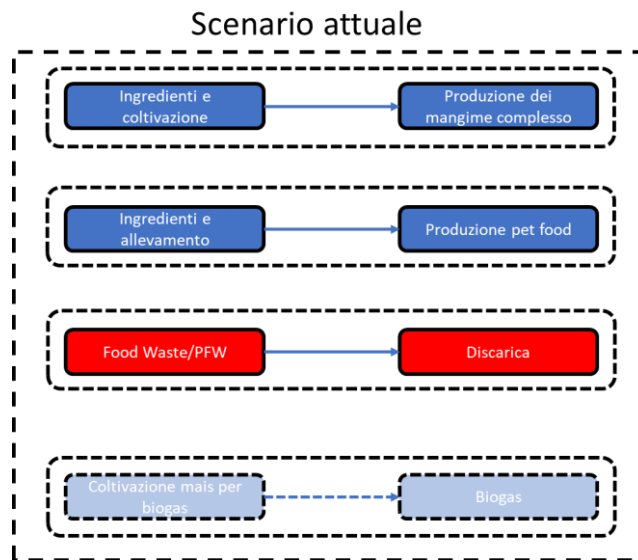 Scenario attuale
Ingredienti e
coltivazione
Produzione dei
mangime complesso
Ingredienti e
allevamento
Produzione pet food
Food Waste/PFW
Discarica
Coltivazione mais per
biogas
Biogas